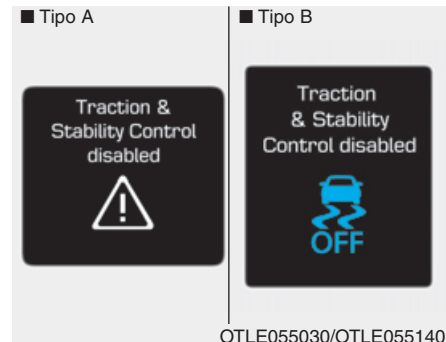 ■ Tipo A
Traction &
Stability Control
disabled
■ Tipo B
Traction
& Stability
Control disabled
OFF
OTLE055030/OTLE055140